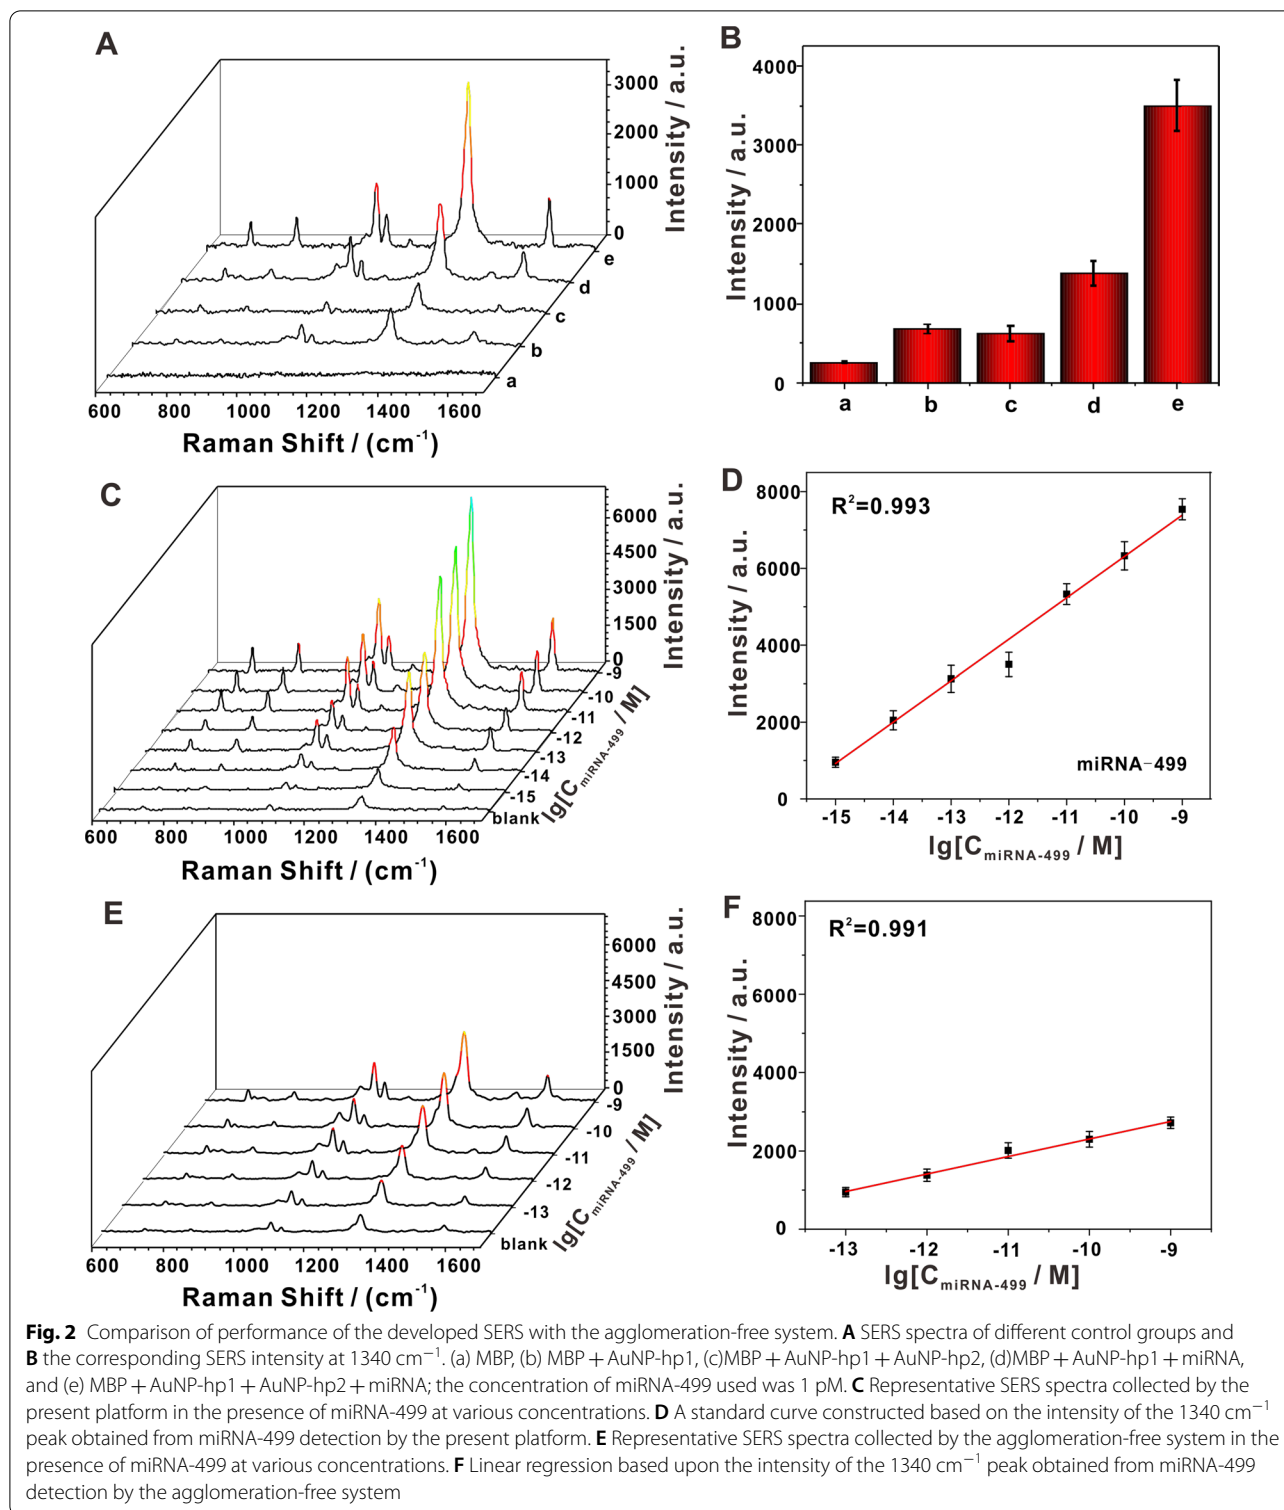 A
3000
2000
1000
0
Intensity / a.u.
e
d
c
b
a
600 800 1000 1200 1400 1600
Raman Shift / (cm⁻¹)
B
4000
3000
2000
1000
0
Intensity / a.u.
a b c d e
C
6000
4500
3000
1500
0
Intensity / a.u.
-9
-10
-11
-12
-13
-14
-15
blank
lg[C_miRNA-499 / M]
600 800 1000 1200 1400 1600
Raman Shift / (cm⁻¹)
D
R²=0.993
8000
6000
4000
2000
0
Intensity / a.u.
miRNA-499
-15 -14 -13 -12 -11 -10 -9
lg[C_miRNA-499 / M]
E
6000
4500
3000
1500
0
Intensity / a.u.
-9
-10
-11
-12
-13
blank
lg[C_miRNA-499 / M]
600 800 1000 1200 1400 1600
Raman Shift / (cm⁻¹)
F
R²=0.991
8000
6000
4000
2000
0
Intensity / a.u.
-13 -12 -11 -10 -9
lg[C_miRNA-499 / M]
Fig. 2 Comparison of performance of the developed SERS with the agglomeration-free system. A SERS spectra of different control groups and
B the corresponding SERS intensity at 1340 cm⁻¹. (a) MBP, (b) MBP + AuNP-hp1, (c)MBP + AuNP-hp1 + AuNP-hp2, (d)MBP + AuNP-hp1 + miRNA,
and (e) MBP + AuNP-hp1 + AuNP-hp2 + miRNA; the concentration of miRNA-499 used was 1 pM. C Representative SERS spectra collected by the
present platform in the presence of miRNA-499 at various concentrations. D A standard curve constructed based on the intensity of the 1340 cm⁻¹
peak obtained from miRNA-499 detection by the present platform. E Representative SERS spectra collected by the agglomeration-free system in the
presence of miRNA-499 at various concentrations. F Linear regression based upon the intensity of the 1340 cm⁻¹ peak obtained from miRNA-499
detection by the agglomeration-free system